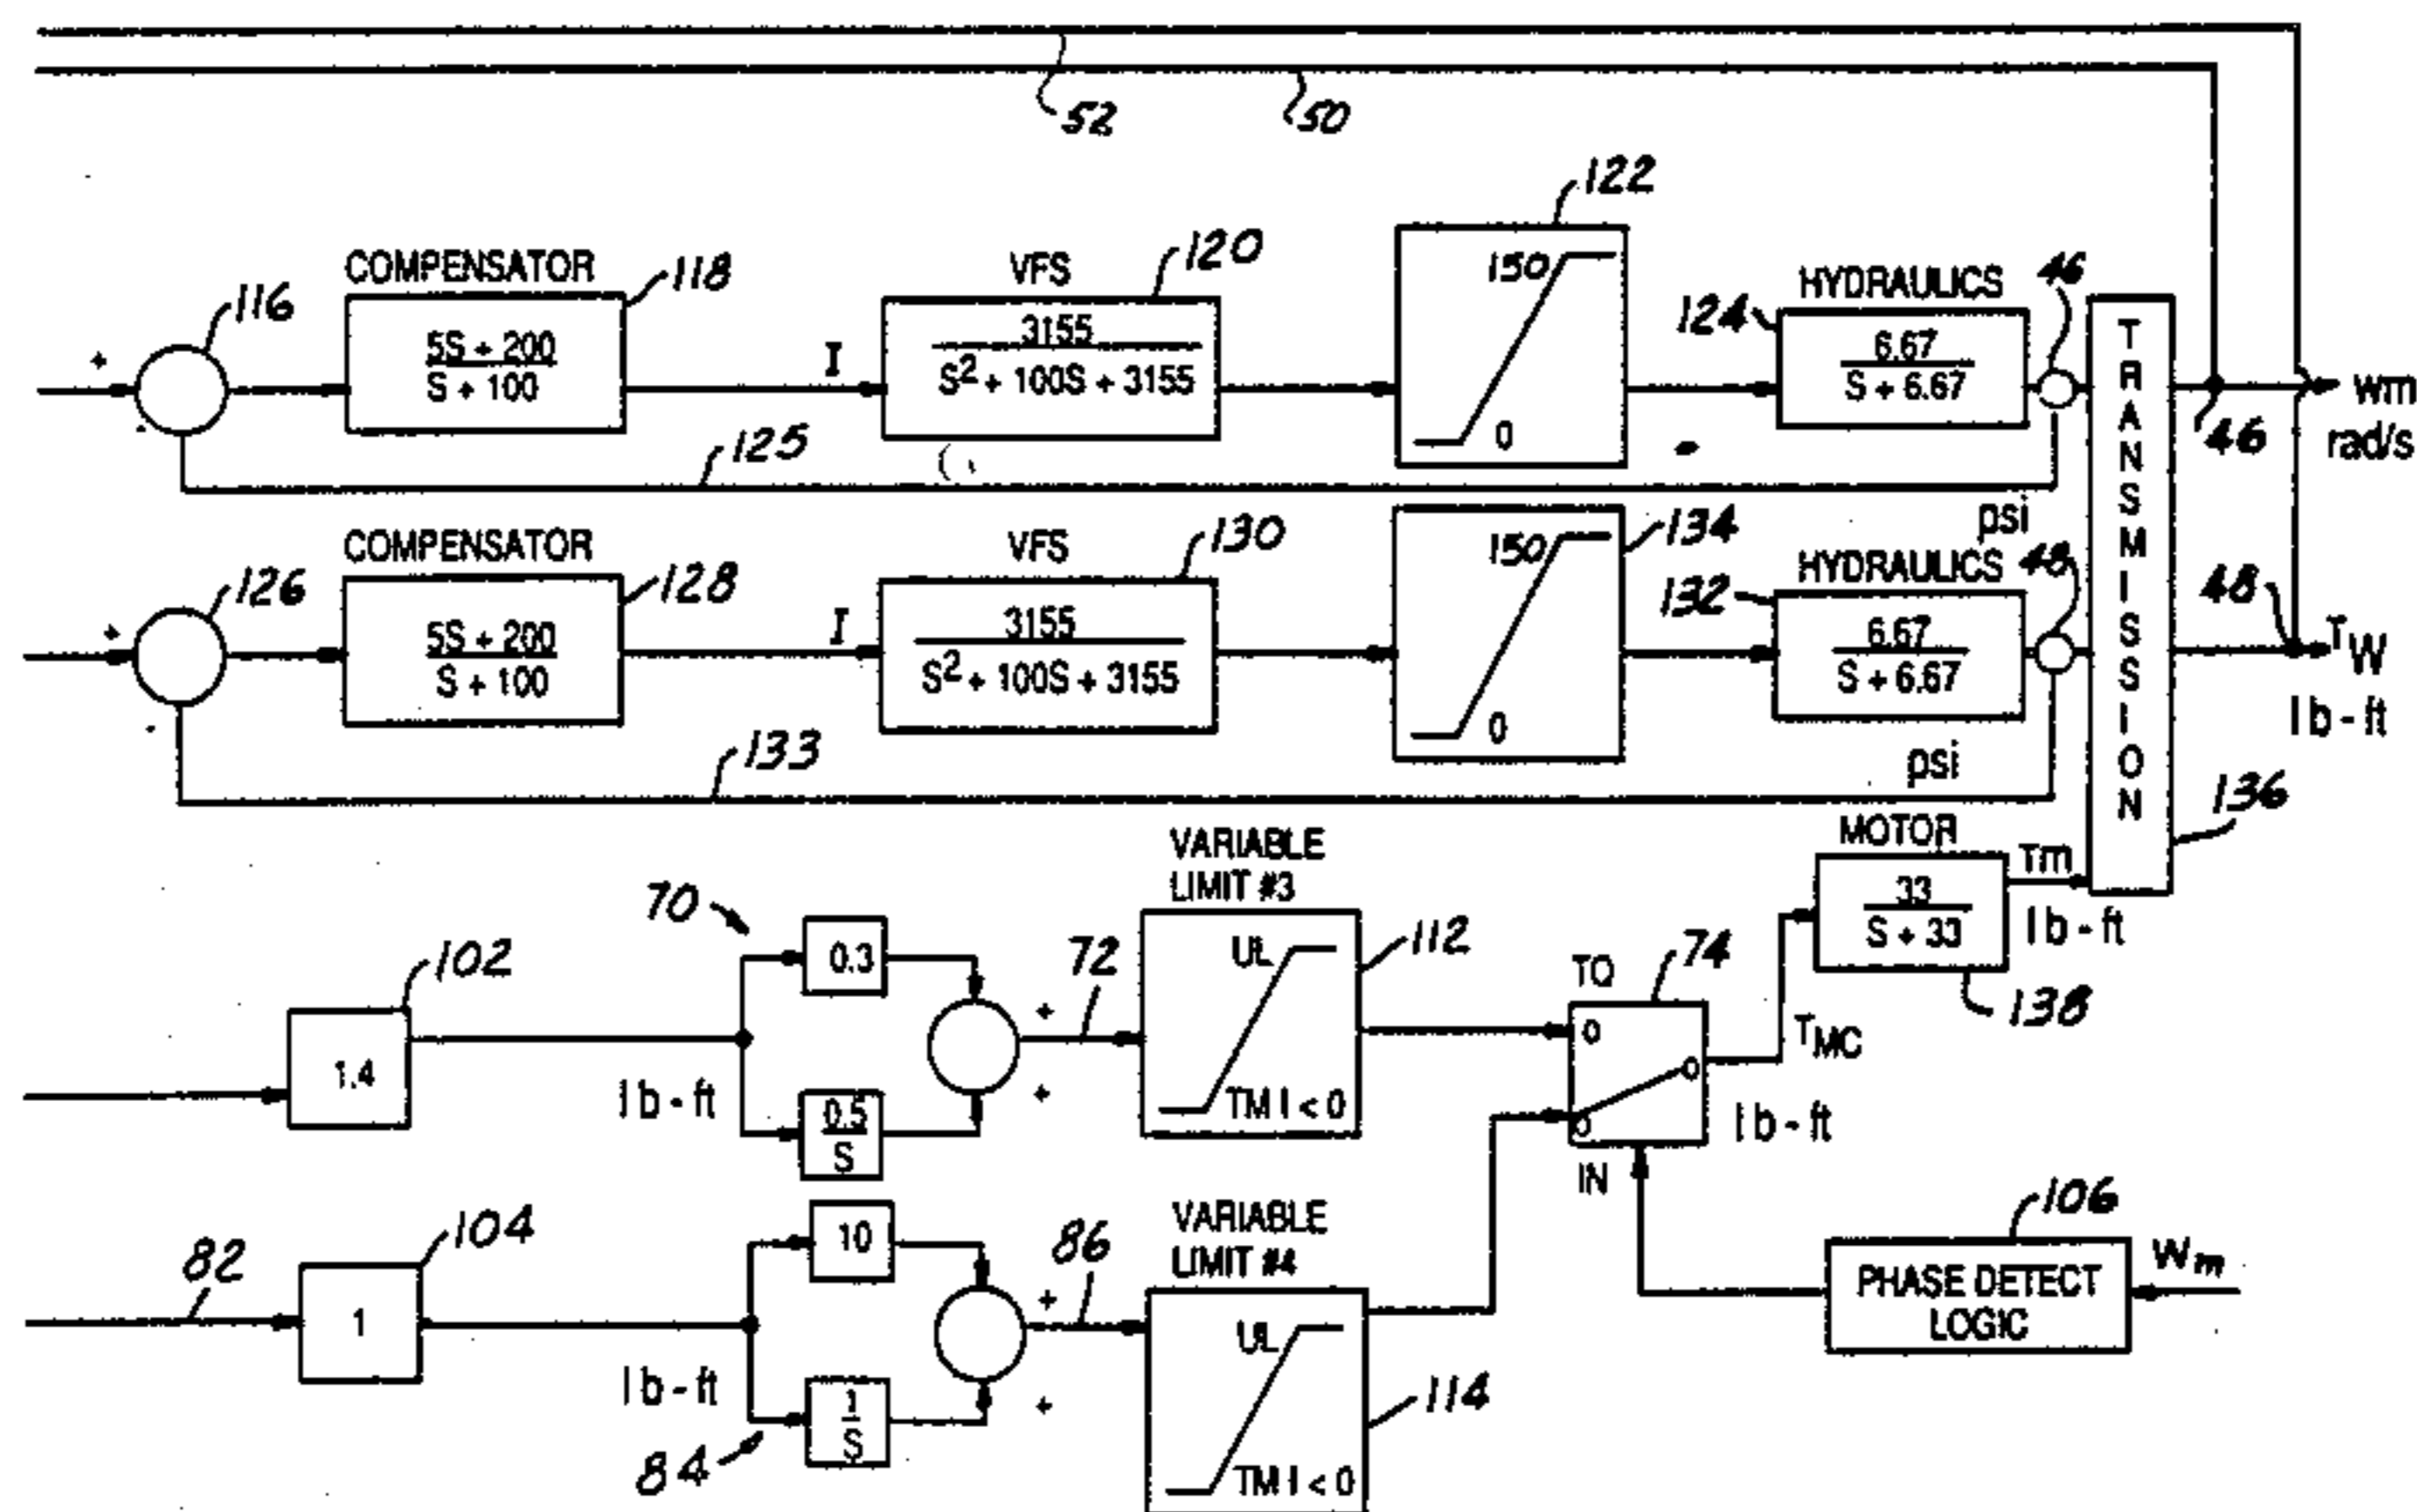 52
50
122
COMPENSATOR
118
VFS
120
150
0
HYDRAULICS
46
116
+
5S + 200
S + 100
I
3155
S² + 100S + 3155
124
6.67
S + 6.67
TRANSMISSION
46
wm
rad/s
125
-
psi
COMPENSATOR
128
VFS
130
150
0
134
HYDRAULICS
48
126
+
5S + 200
S + 100
I
3155
S² + 100S + 3155
132
6.67
S + 6.67
48
TW
lb-ft
133
psi
136
VARIABLE
LIMIT #3
MOTOR
33
S + 33
Tm
lb-ft
138
70
102
1.4
lb-ft
0.3
0.5
S
+
+
72
UL
TM I < 0
112
TQ
74
0
0
0
IN
TMC
lb-ft
82
104
1
lb-ft
84
10
1
S
+
+
86
VARIABLE
LIMIT #4
UL
TM I < 0
114
106
PHASE DETECT
LOGIC
Wm